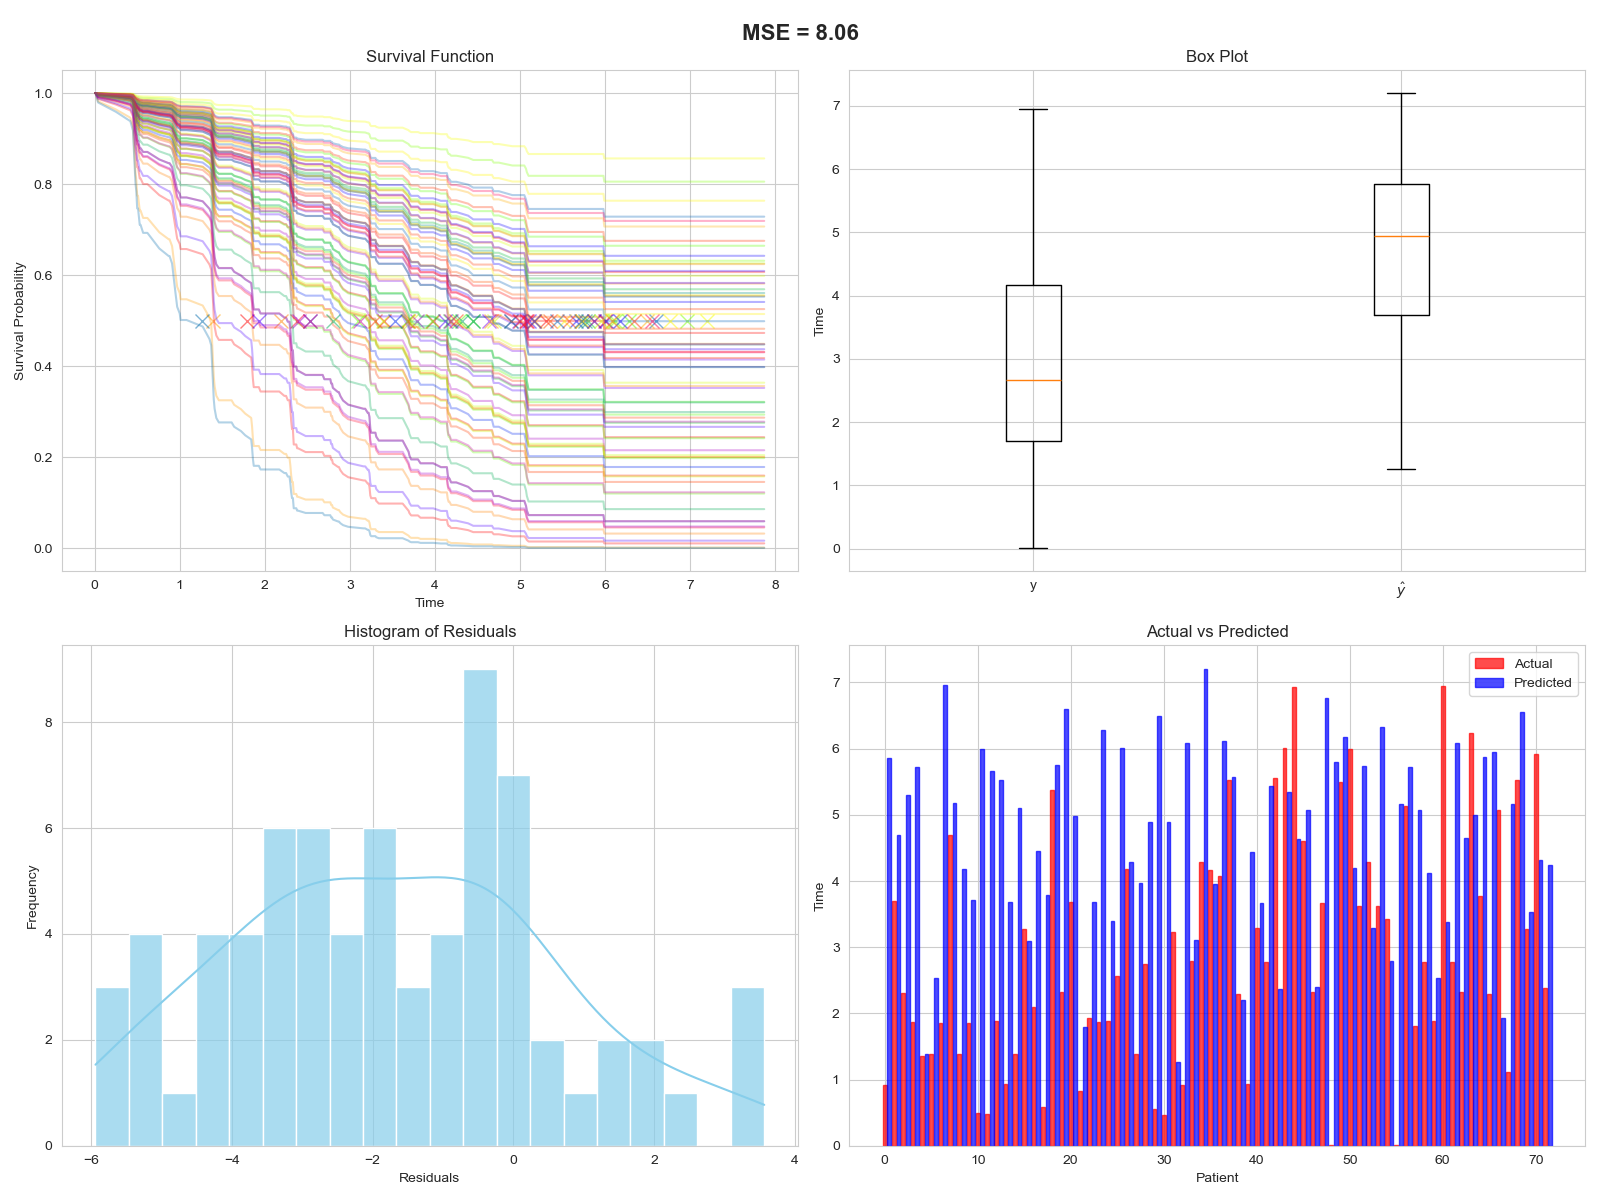 MSE = 8.06
Survival Function
Survival Probability
1.0
0.8
0.6
0.4
0.2
0.0
0 1 2 3 4 5 6 7 8
Time
Box Plot
Time
7
6
5
4
3
2
1
0
y ŷ
Histogram of Residuals
Frequency
8
6
4
2
0
−6 −4 −2 0 2 4
Residuals
Actual vs Predicted
Actual
Predicted
Time
7
6
5
4
3
2
1
0
0 10 20 30 40 50 60 70
Patient